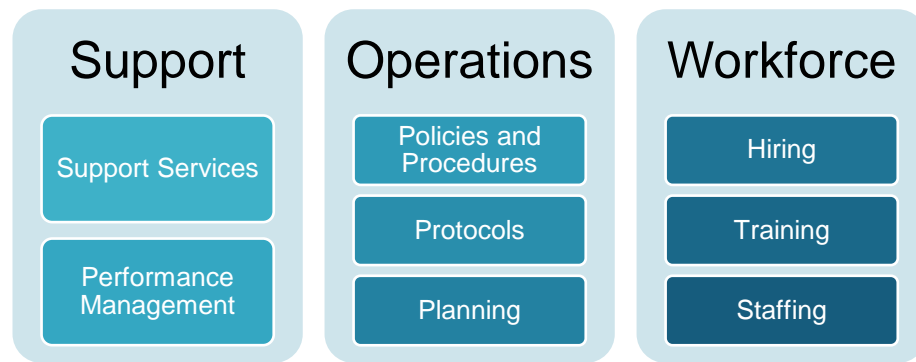 Support
Support Services
Performance
Management
Operations
Policies and
Procedures
Protocols
Planning
Workforce
Hiring
Training
Staffing